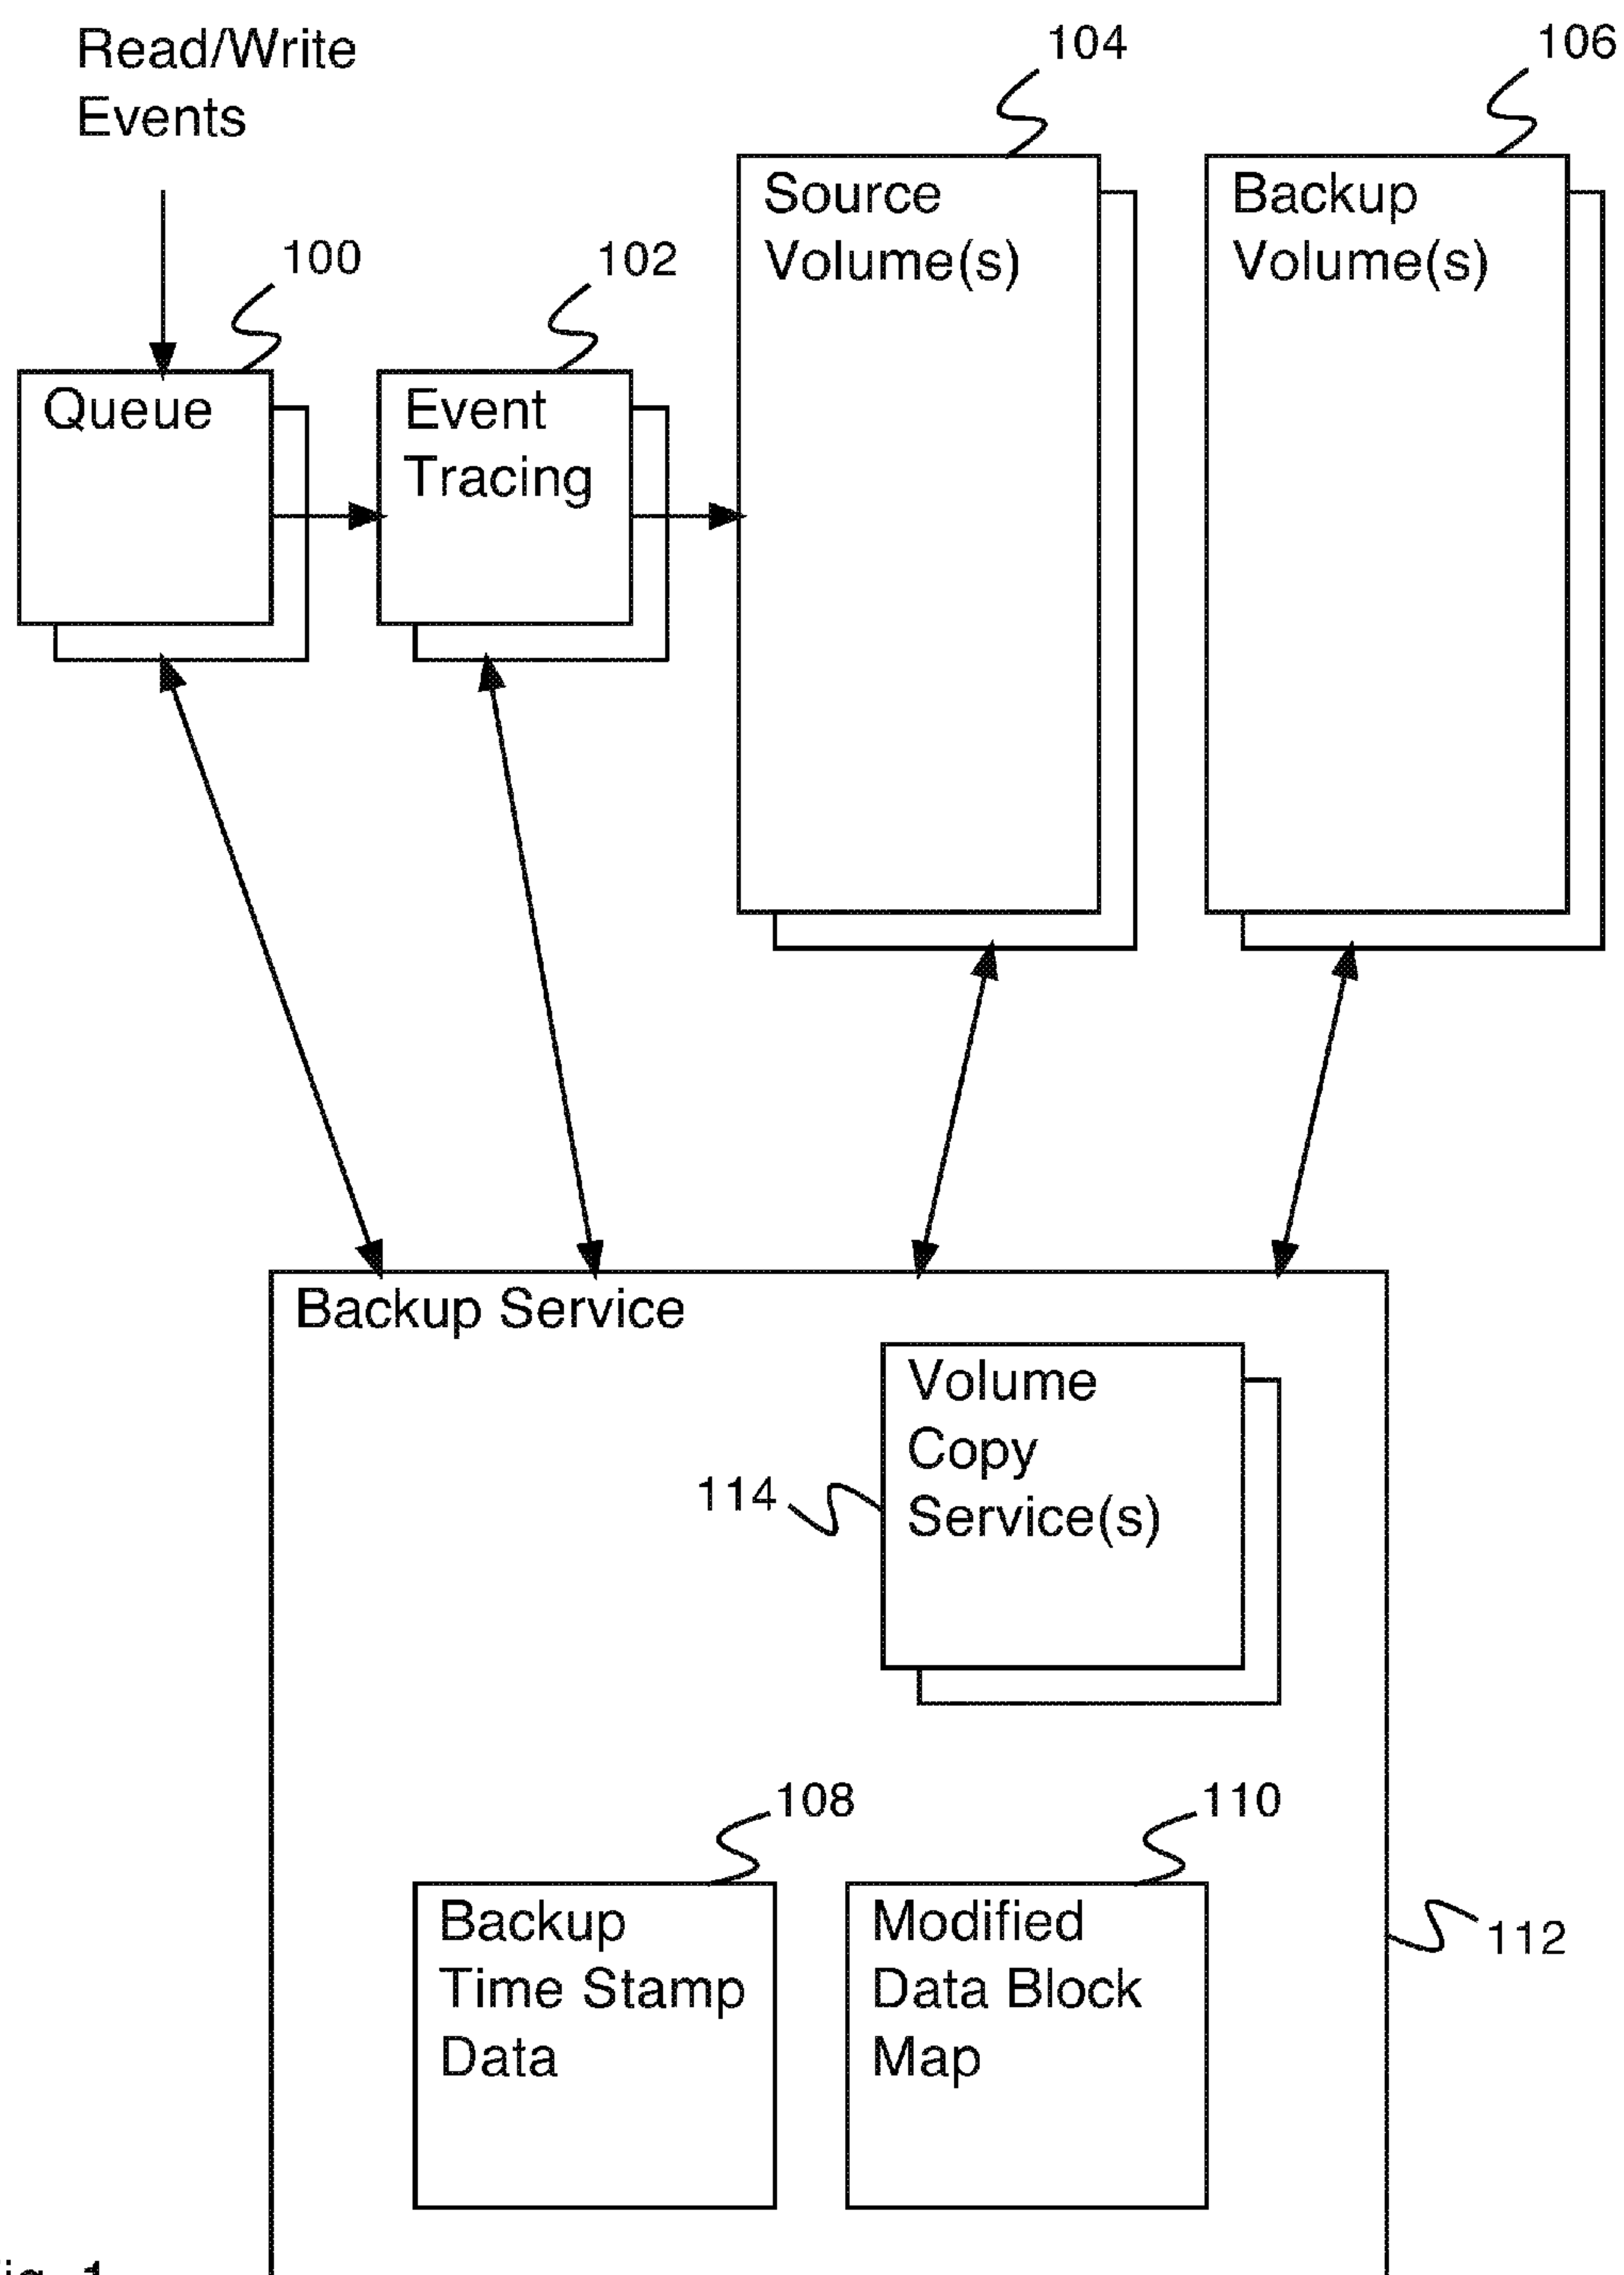 Read/Write
Events
104
106
Source
Volume(s)
Backup
Volume(s)
100
102
Queue
Event
Tracing
Backup Service
Volume
Copy
Service(s)
114
108
110
Backup
Time Stamp
Data
Modified
Data Block
Map
112
1